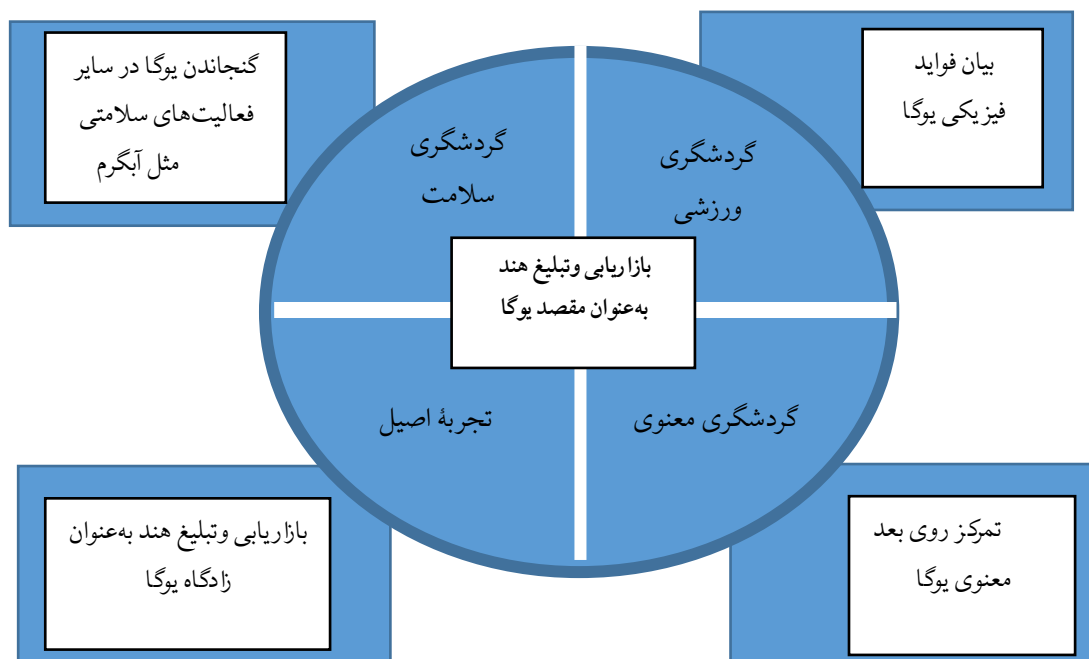 بیان فواید
فیزیکی یوگا
گنجاندن یوگا در سایر
فعالیت‌های سلامتی
مثل آبگرم
گردشگری
ورزشی
گردشگری
سلامت
بازاریابی وتبلیغ هند
به‌عنوان مقصد یوگا
گردشگری معنوی
تجربهٔ اصیل
تمرکز روی بعد
معنوی یوگا
بازاریابی وتبلیغ هند به‌عنوان
زادگاه یوگا